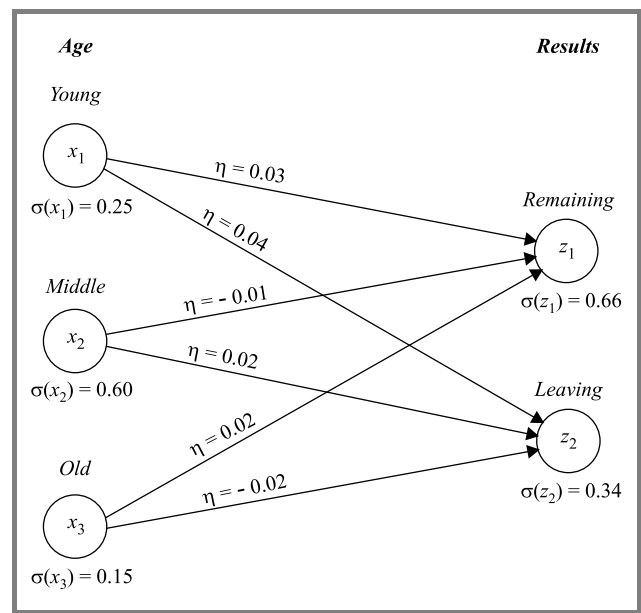 Age
Results
Young
x1
η = 0.03
σ(x1) = 0.25
η = 0.04
Remaining
z1
σ(z1) = 0.66
Middle
x2
η = - 0.01
η = 0.02
σ(x2) = 0.60
Leaving
z2
σ(z2) = 0.34
Old
x3
η = 0.02
η = - 0.02
σ(x3) = 0.15